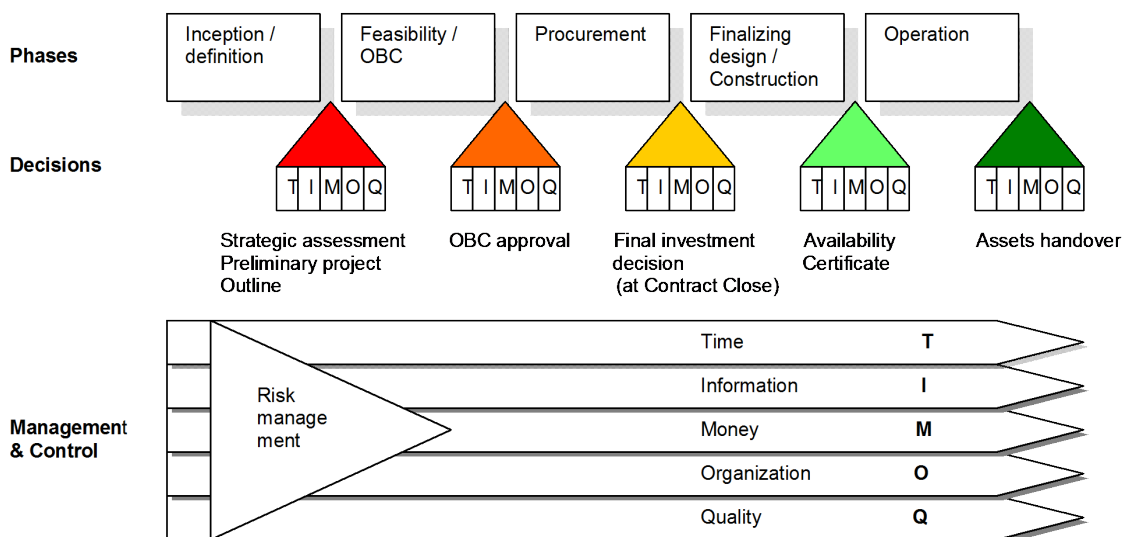 Phases
Inception /
definition
Feasibility /
OBC
Procurement
Finalizing
design /
Construction
Operation
Decisions
T I M O Q
T I M O Q
T I M O Q
T I M O Q
T I M O Q
Strategic assessment
Preliminary project
Outline
OBC approval
Final investment
decision
(at Contract Close)
Availability
Certificate
Assets handover
Management
& Control
Risk
manage
ment
Time T
Information I
Money M
Organization O
Quality Q